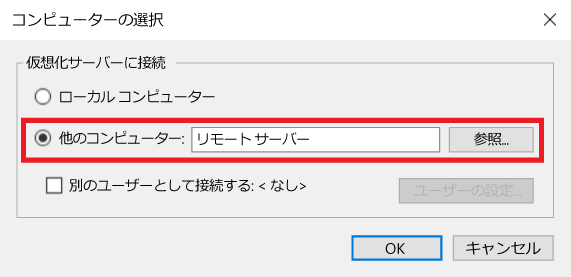 コンピューターの選択
仮想化サーバーに接続
ローカル コンピューター
他のコンピューター: リモート サーバー 参照...
別のユーザーとして接続する: < なし> ユーザーの設定...
OK キャンセル